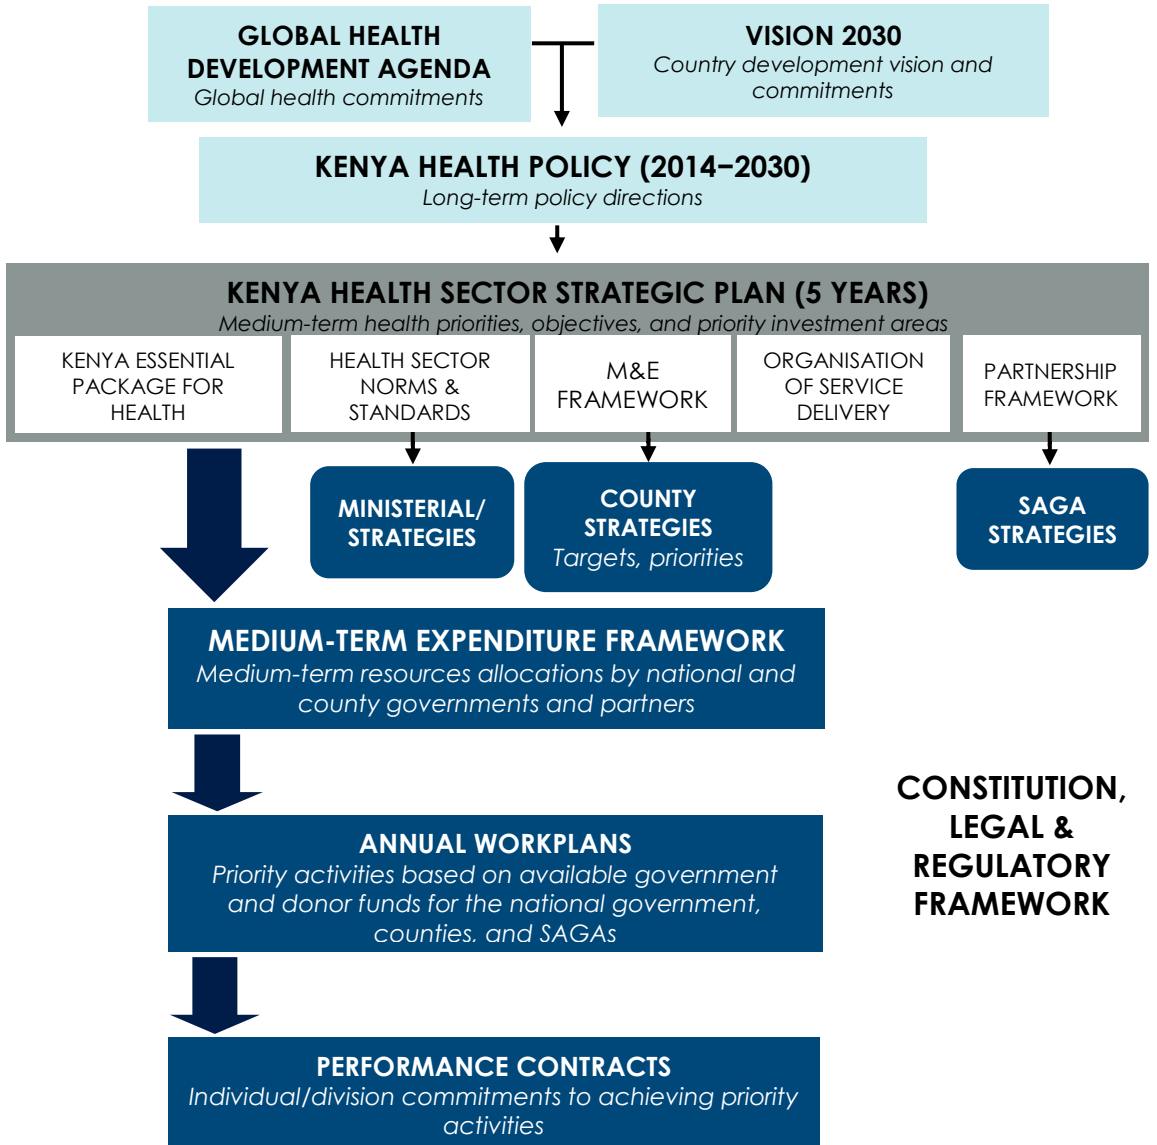 GLOBAL HEALTH
DEVELOPMENT AGENDA
Global health commitments
VISION 2030
Country development vision and
commitments
KENYA HEALTH POLICY (2014–2030)
Long-term policy directions
KENYA HEALTH SECTOR STRATEGIC PLAN (5 YEARS)
Medium-term health priorities, objectives, and priority investment areas
KENYA ESSENTIAL
PACKAGE FOR
HEALTH
HEALTH SECTOR
NORMS &
STANDARDS
M&E
FRAMEWORK
ORGANISATION
OF SERVICE
DELIVERY
PARTNERSHIP
FRAMEWORK
MINISTERIAL/
STRATEGIES
COUNTY
STRATEGIES
Targets, priorities
SAGA
STRATEGIES
MEDIUM-TERM EXPENDITURE FRAMEWORK
Medium-term resources allocations by national and
county governments and partners
ANNUAL WORKPLANS
Priority activities based on available government
and donor funds for the national government,
counties, and SAGAs
CONSTITUTION,
LEGAL &
REGULATORY
FRAMEWORK
PERFORMANCE CONTRACTS
Individual/division commitments to achieving priority
activities